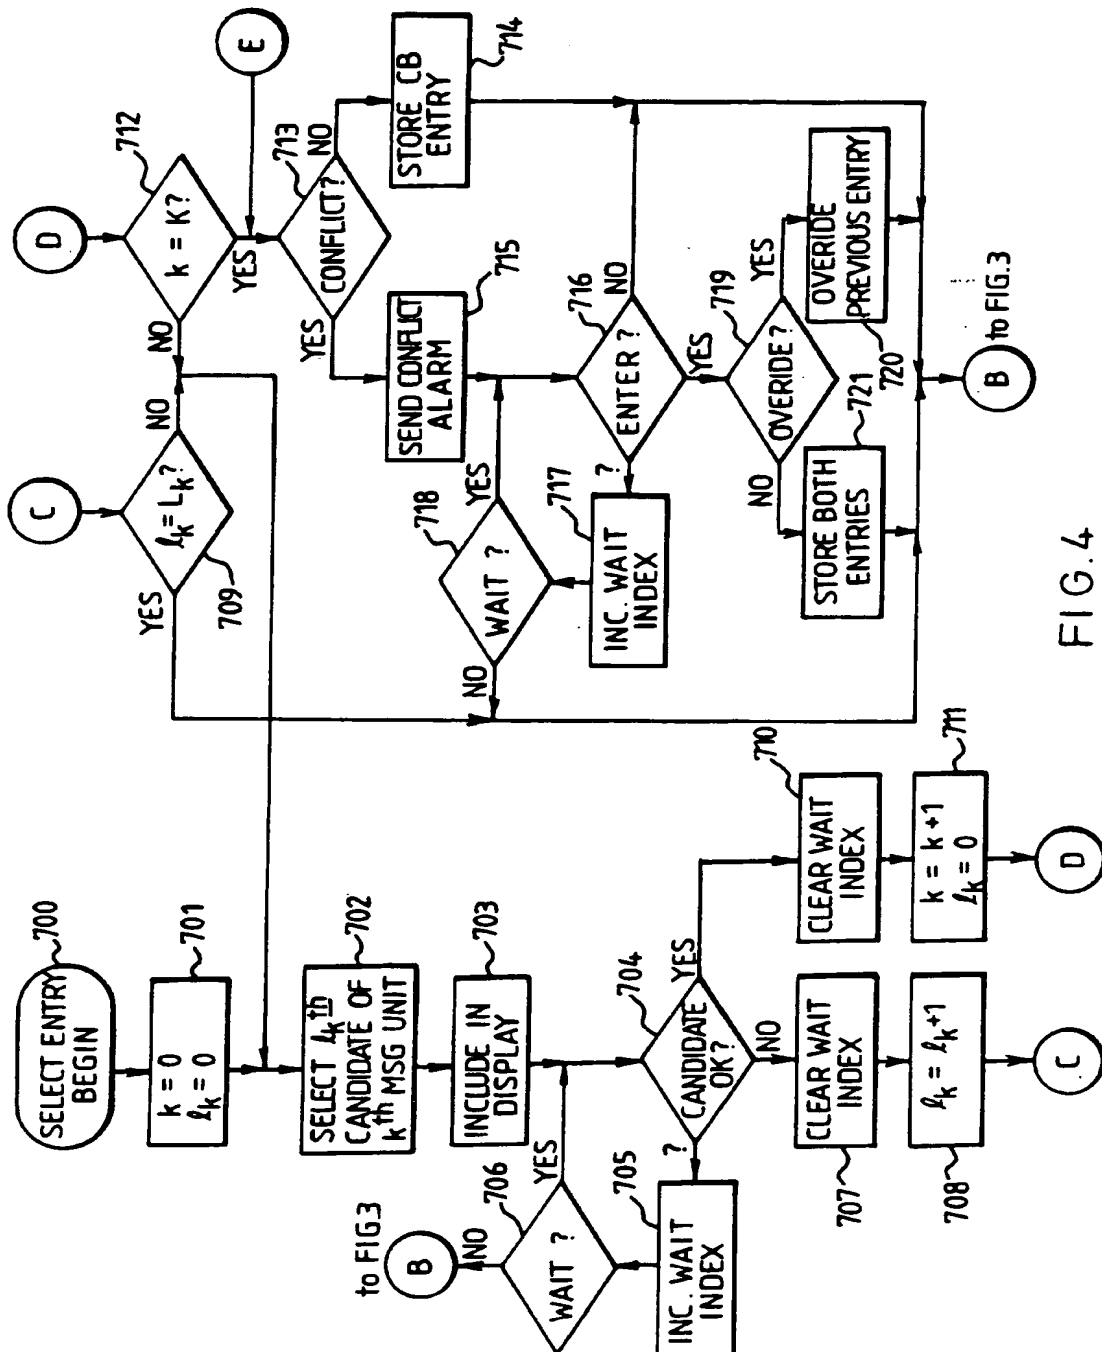 SELECT ENTRY
BEGIN
700
k = 0
ℓk = 0
701
SELECT ℓk th
CANDIDATE OF
k th MSG UNIT
702
INCLUDE IN
DISPLAY
703
CANDIDATE
OK?
704
YES
NO
?
INC. WAIT
INDEX
705
WAIT ?
706
YES
NO
B
to FIG.3
CLEAR WAIT
INDEX
707
ℓk = ℓk+1
708
C
CLEAR WAIT
INDEX
710
k = k+1
ℓk = 0
711
D
C
ℓk = Lk?
709
YES
NO
D
k = K?
712
NO
YES
E
CONFLICT?
713
YES
NO
STORE CB
ENTRY
714
SEND CONFLICT
ALARM
715
ENTER ?
716
NO
YES
?
INC. WAIT
INDEX
717
WAIT ?
718
YES
NO
OVERIDE?
719
YES
NO
OVERIDE
PREVIOUS ENTRY
720
STORE BOTH
ENTRIES
721
B
to FIG.3
FIG.4